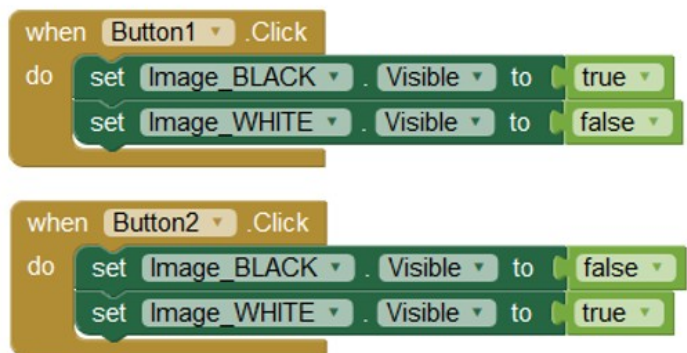 when Button1 .Click
do set Image_BLACK . Visible to true
set Image_WHITE . Visible to false
when Button2 .Click
do set Image_BLACK . Visible to false
set Image_WHITE . Visible to true